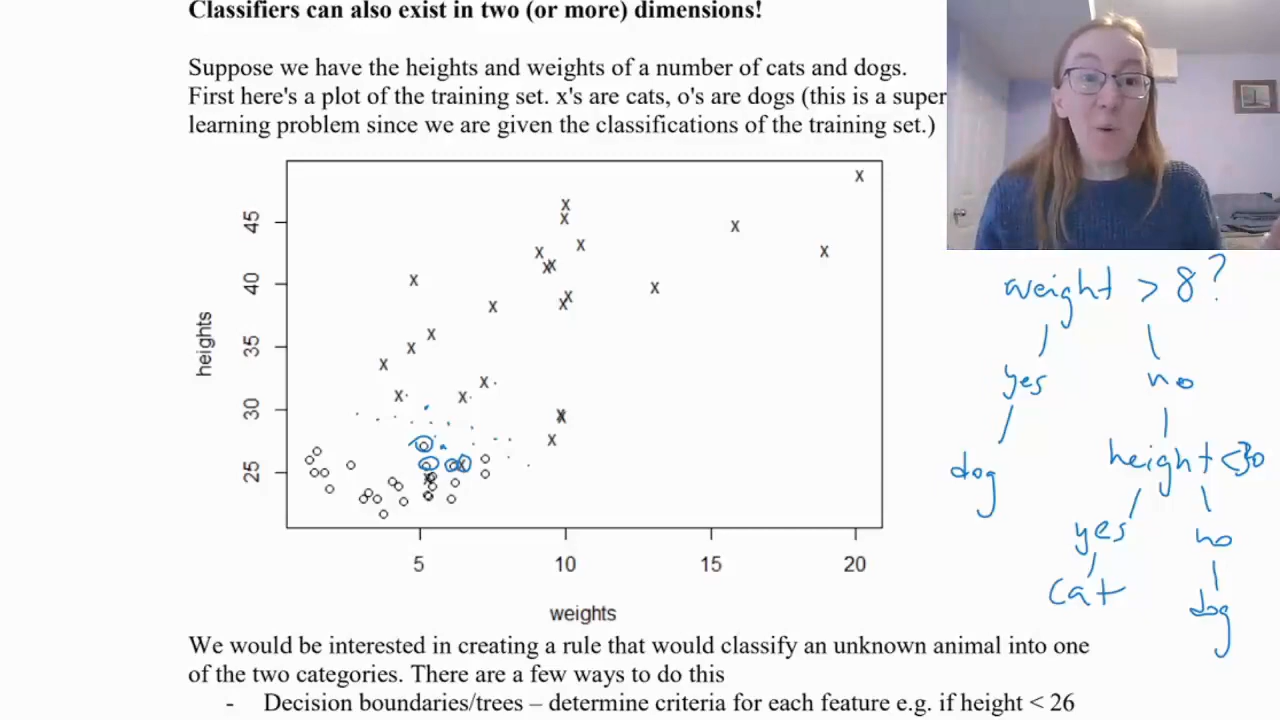 Classifiers can also exist in two (or more) dimensions!
Suppose we have the heights and weights of a number of cats and dogs.
First here's a plot of the training set. x's are cats, o's are dogs (this is a super
learning problem since we are given the classifications of the training set.)
heights
45
40
35
30
25
5
10
15
20
weights
weight > 8?
yes no
dog
height <30
yes no
cat
dog
We would be interested in creating a rule that would classify an unknown animal into one
of the two categories. There are a few ways to do this
- Decision boundaries/trees – determine criteria for each feature e.g. if height < 26